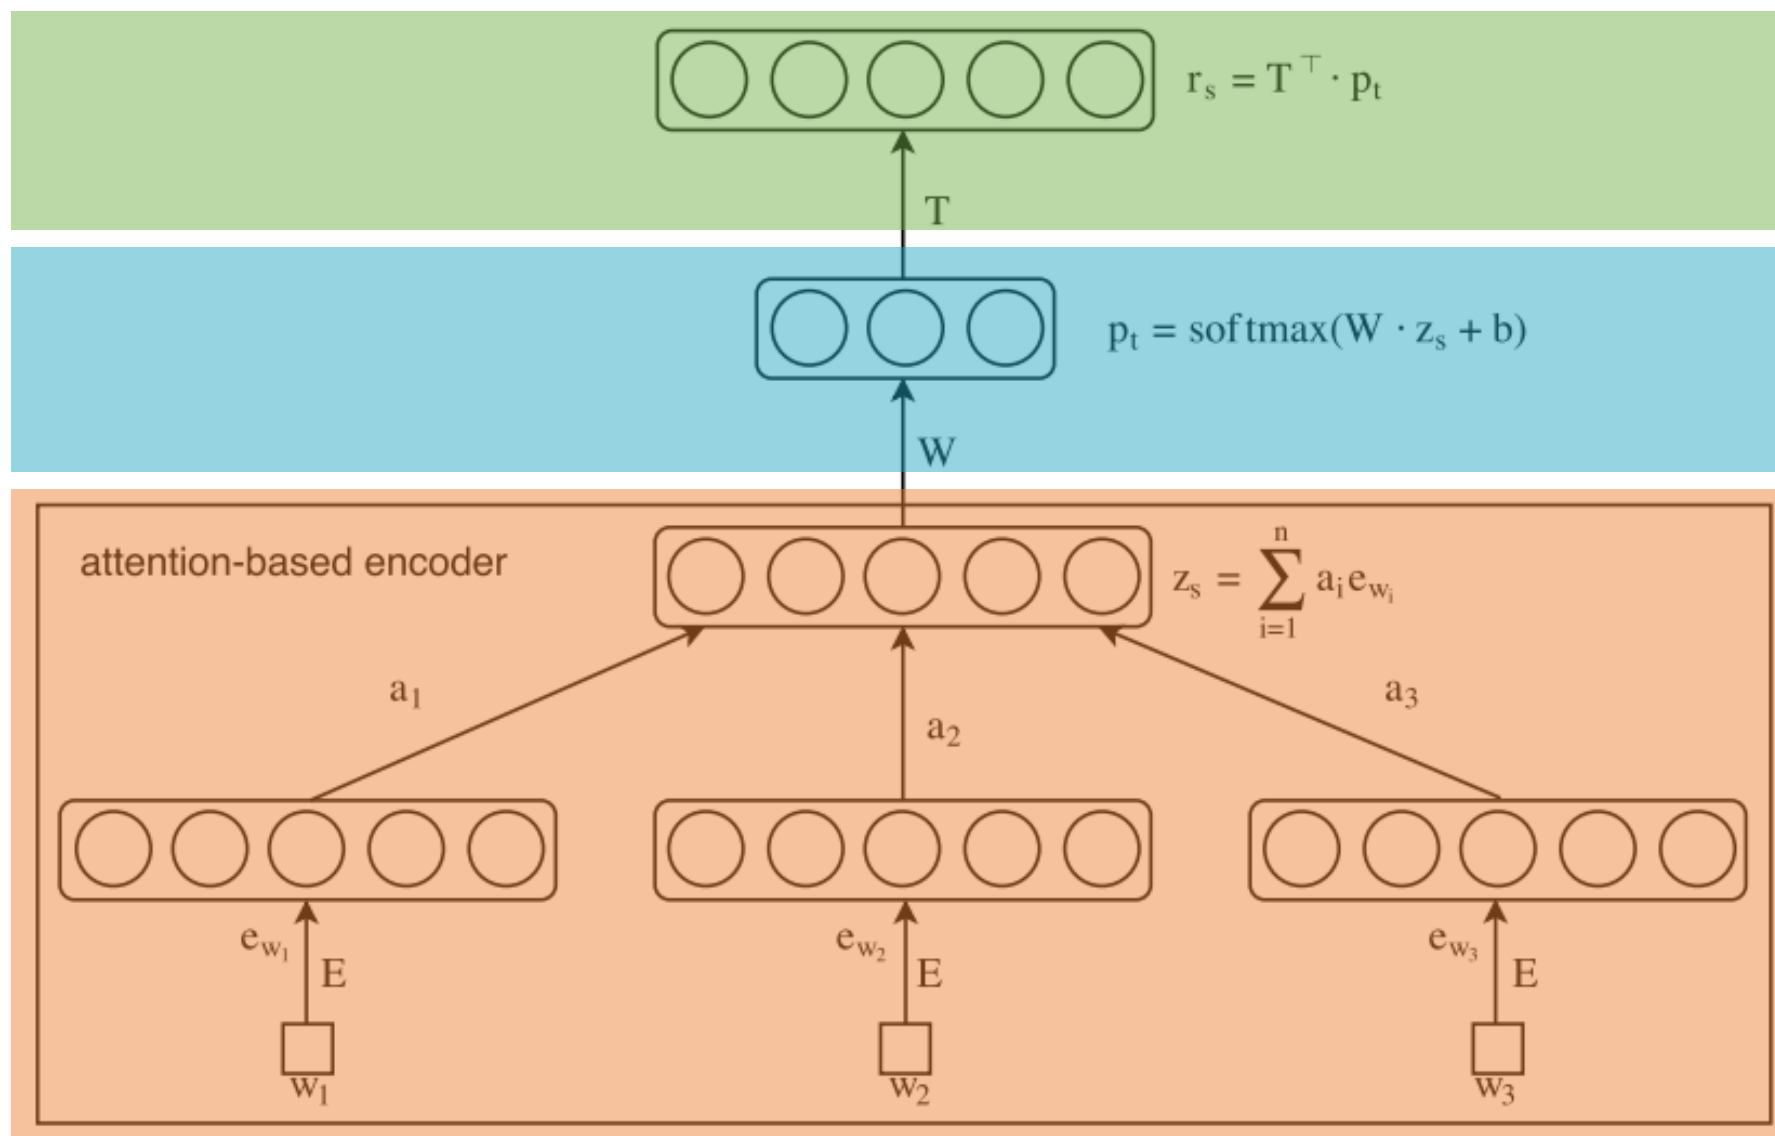 r_s = T^⊤ · p_t
T
p_t = softmax(W · z_s + b)
W
attention-based encoder
z_s = ∑_{i=1}^{n} a_i e_{w_i}
a_1
a_2
a_3
e_{w_1}
E
e_{w_2}
E
e_{w_3}
E
w_1
w_2
w_3